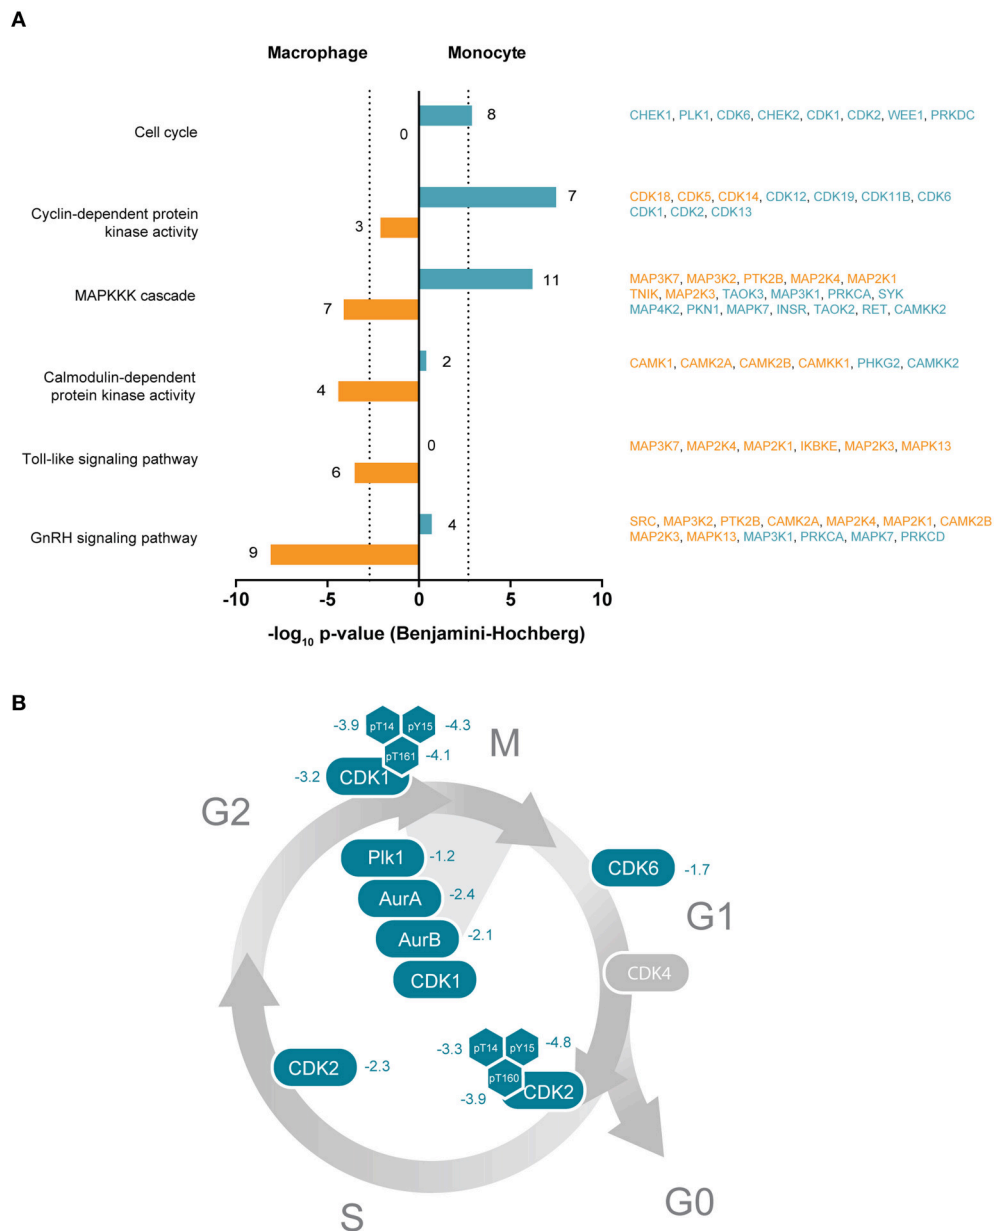 A
Macrophage Monocyte
Cell cycle
0
8
CHEK1, PLK1, CDK6, CHEK2, CDK1, CDK2, WEE1, PRKDC
Cyclin-dependent protein
kinase activity
3
7
CDK18, CDK5, CDK14, CDK12, CDK19, CDK11B, CDK6
CDK1, CDK2, CDK13
MAPKKK cascade
7
11
MAP3K7, MAP3K2, PTK2B, MAP2K4, MAP2K1
TNIK, MAP2K3, TAOK3, MAP3K1, PRKCA, SYK
MAP4K2, PKN1, MAPK7, INSR, TAOK2, RET, CAMKK2
Calmodulin-dependent
protein kinase activity
4
2
CAMK1, CAMK2A, CAMK2B, CAMKK1, PHKG2, CAMKK2
Toll-like signaling pathway
6
0
MAP3K7, MAP2K4, MAP2K1, IKBKE, MAP2K3, MAPK13
GnRH signaling pathway
9
4
SRC, MAP3K2, PTK2B, CAMK2A, MAP2K4, MAP2K1, CAMK2B
MAP2K3, MAPK13, MAP3K1, PRKCA, MAPK7, PRKCD
-10 -5 0 5 10
-log10 p-value (Benjamini-Hochberg)
B
-3.9 pT14 pY15 -4.3
pT161 -4.1
-3.2 CDK1
M
G2
Plk1 -1.2
AurA -2.4
AurB -2.1
CDK1
CDK6 -1.7
G1
CDK4
-3.3 pT14 pY15 -4.8
pT160
-3.9 CDK2
CDK2 -2.3
S
G0